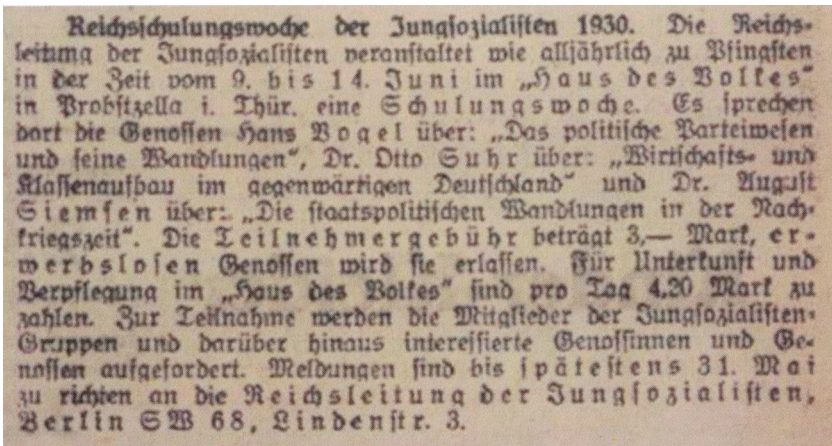 Reichsschulungswoche der Jungsozialisten 1930. Die Reichs-
leitung der Jungsozialisten veranstaltet wie alljährlich zu Pfingsten
in der Zeit vom 9. bis 14. Juni im „Haus des Volkes“
in Probstzella i. Thür. eine Schulungswoche. Es sprechen
dort die Genossen Hans Vogel über: „Das politische Parteiwesen
und seine Wandlungen“, Dr. Otto Suhr über: „Wirtschafts- und
Klassenaufbau im gegenwärtigen Deutschland“ und Dr. August
Siemsen über: „Die staatspolitischen Wandlungen in der Nach-
kriegszeit“. Die Teilnehmergebühr beträgt 3,— Mark, er-
werbslosen Genossen wird sie erlassen. Für Unterkunft und
Verpflegung im „Haus des Volkes“ sind pro Tag 4,20 Mark zu
zahlen. Zur Teilnahme werden die Mitglieder der Jungsozialisten-
Gruppen und darüber hinaus interessierte Genossinnen und Ge-
nossen aufgefordert. Meldungen sind bis spätestens 31. Mai
zu richten an die Reichsleitung der Jungsozialisten,
Berlin SW 68, Lindenstr. 3.